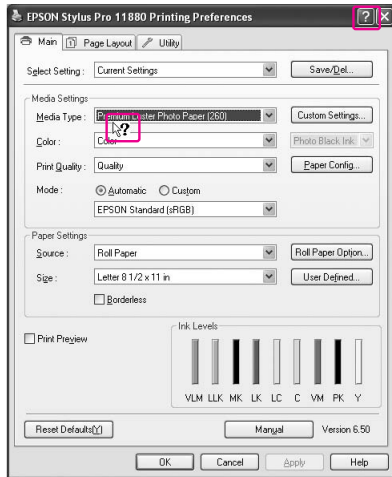 EPSON Stylus Pro 11880 Printing Preferences
Main Page Layout Utility
Select Setting : Current Settings Save/Del...
Media Settings
Media Type : Premium Luster Photo Paper (260) Custom Settings...
Color : Color Photo Black Ink
Print Quality : Quality Paper Config...
Mode : Automatic Custom
EPSON Standard (sRGB)
Paper Settings
Source : Roll Paper Roll Paper Option...
Size : Letter 8 1/2 x 11 in User Defined...
Borderless
Print Preview
Ink Levels
VLM LLK MK LK LC C VM PK Y
Reset Defaults(Y) Manual Version 6.50
OK Cancel Apply Help